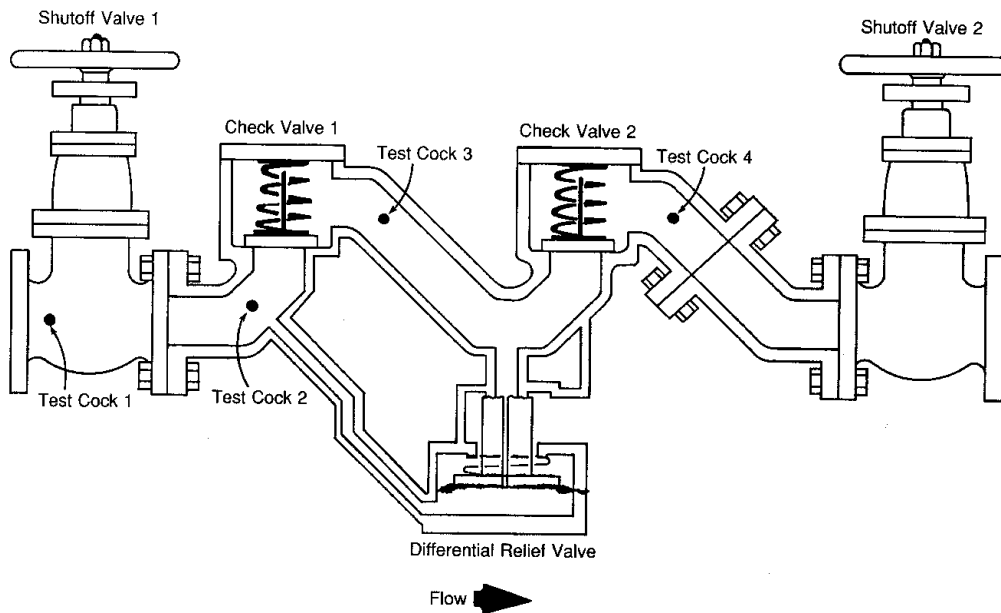 Shutoff Valve 1
Shutoff Valve 2
Check Valve 1
Test Cock 3
Check Valve 2
Test Cock 4
Test Cock 1
Test Cock 2
Differential Relief Valve
Flow